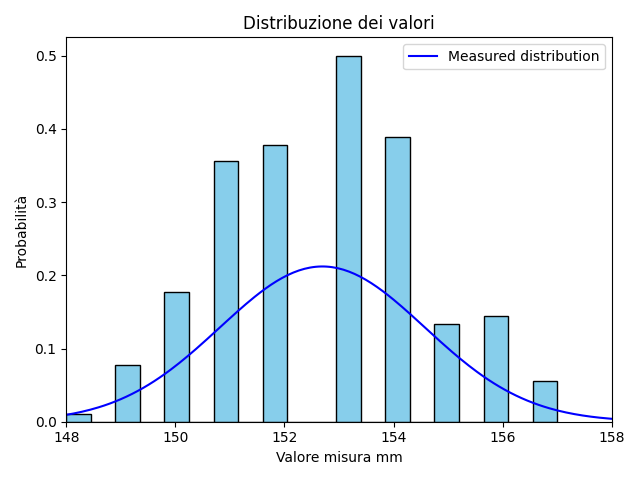 Distribuzione dei valori
Measured distribution
Probabilità
0.5
0.4
0.3
0.2
0.1
0.0
148 150 152 154 156 158
Valore misura mm